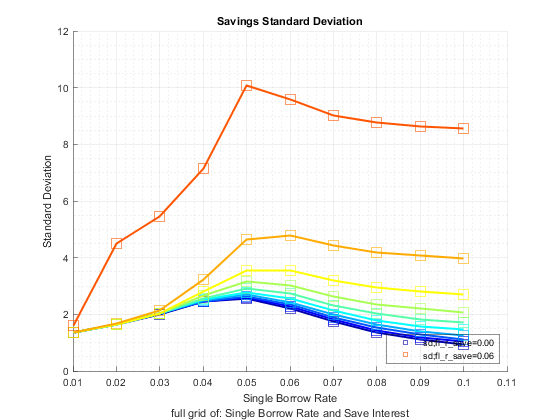 Savings Standard Deviation
12
10
8
6
4
2
0
Standard Deviation
0.01 0.02 0.03 0.04 0.05 0.06 0.07 0.08 0.09 0.1 0.11
sd;fl_r_save=0.00
sd;fl_r_save=0.06
Single Borrow Rate
full grid of: Single Borrow Rate and Save Interest